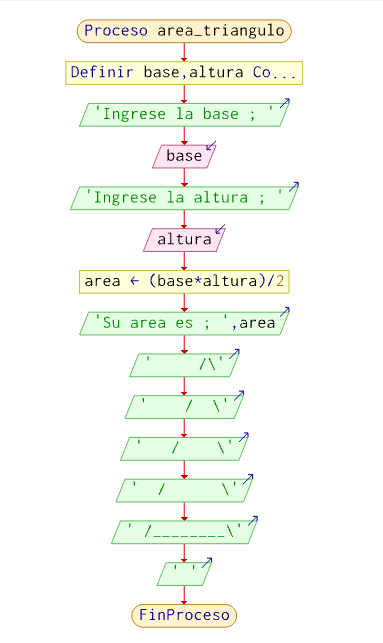 Proceso area_triangulo
Definir base,altura Co...
'Ingrese la base ; '
base
'Ingrese la altura ; '
altura
area ← (base*altura)/2
'Su area es ; ',area
'      /\'
'     /  \'
'    /    \'
'   /      \'
' /________\'
' '
FinProceso